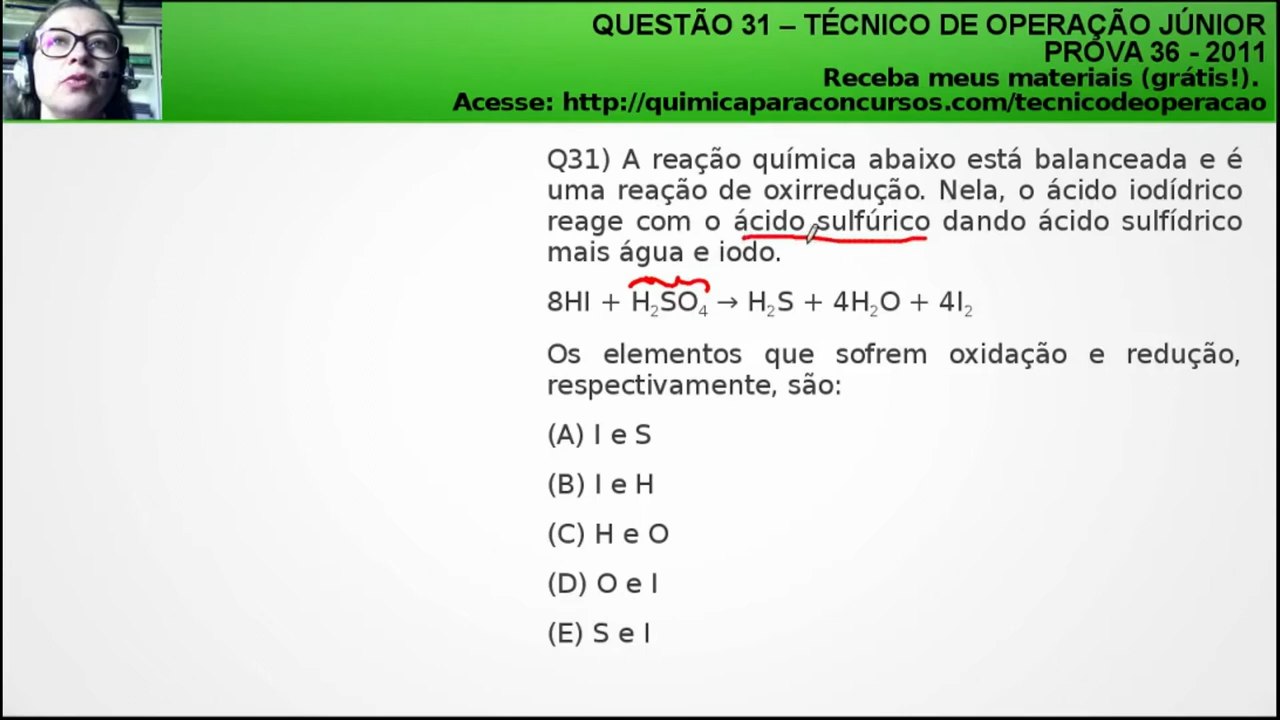 QUESTÃO 31 – TÉCNICO DE OPERAÇÃO JÚNIOR
PROVA 36 - 2011
Receba meus materiais (grátis!).
Acesse: http://quimicaparaconcursos.com/tecnicodeoperacao
Q31) A reação química abaixo está balanceada e é
uma reação de oxirredução. Nela, o ácido iodídrico
reage com o ácido sulfúrico dando ácido sulfídrico
mais água e iodo.
8HI + H₂SO₄ → H₂S + 4H₂O + 4I₂
Os elementos que sofrem oxidação e redução,
respectivamente, são:
(A) I e S
(B) I e H
(C) H e O
(D) O e I
(E) S e I